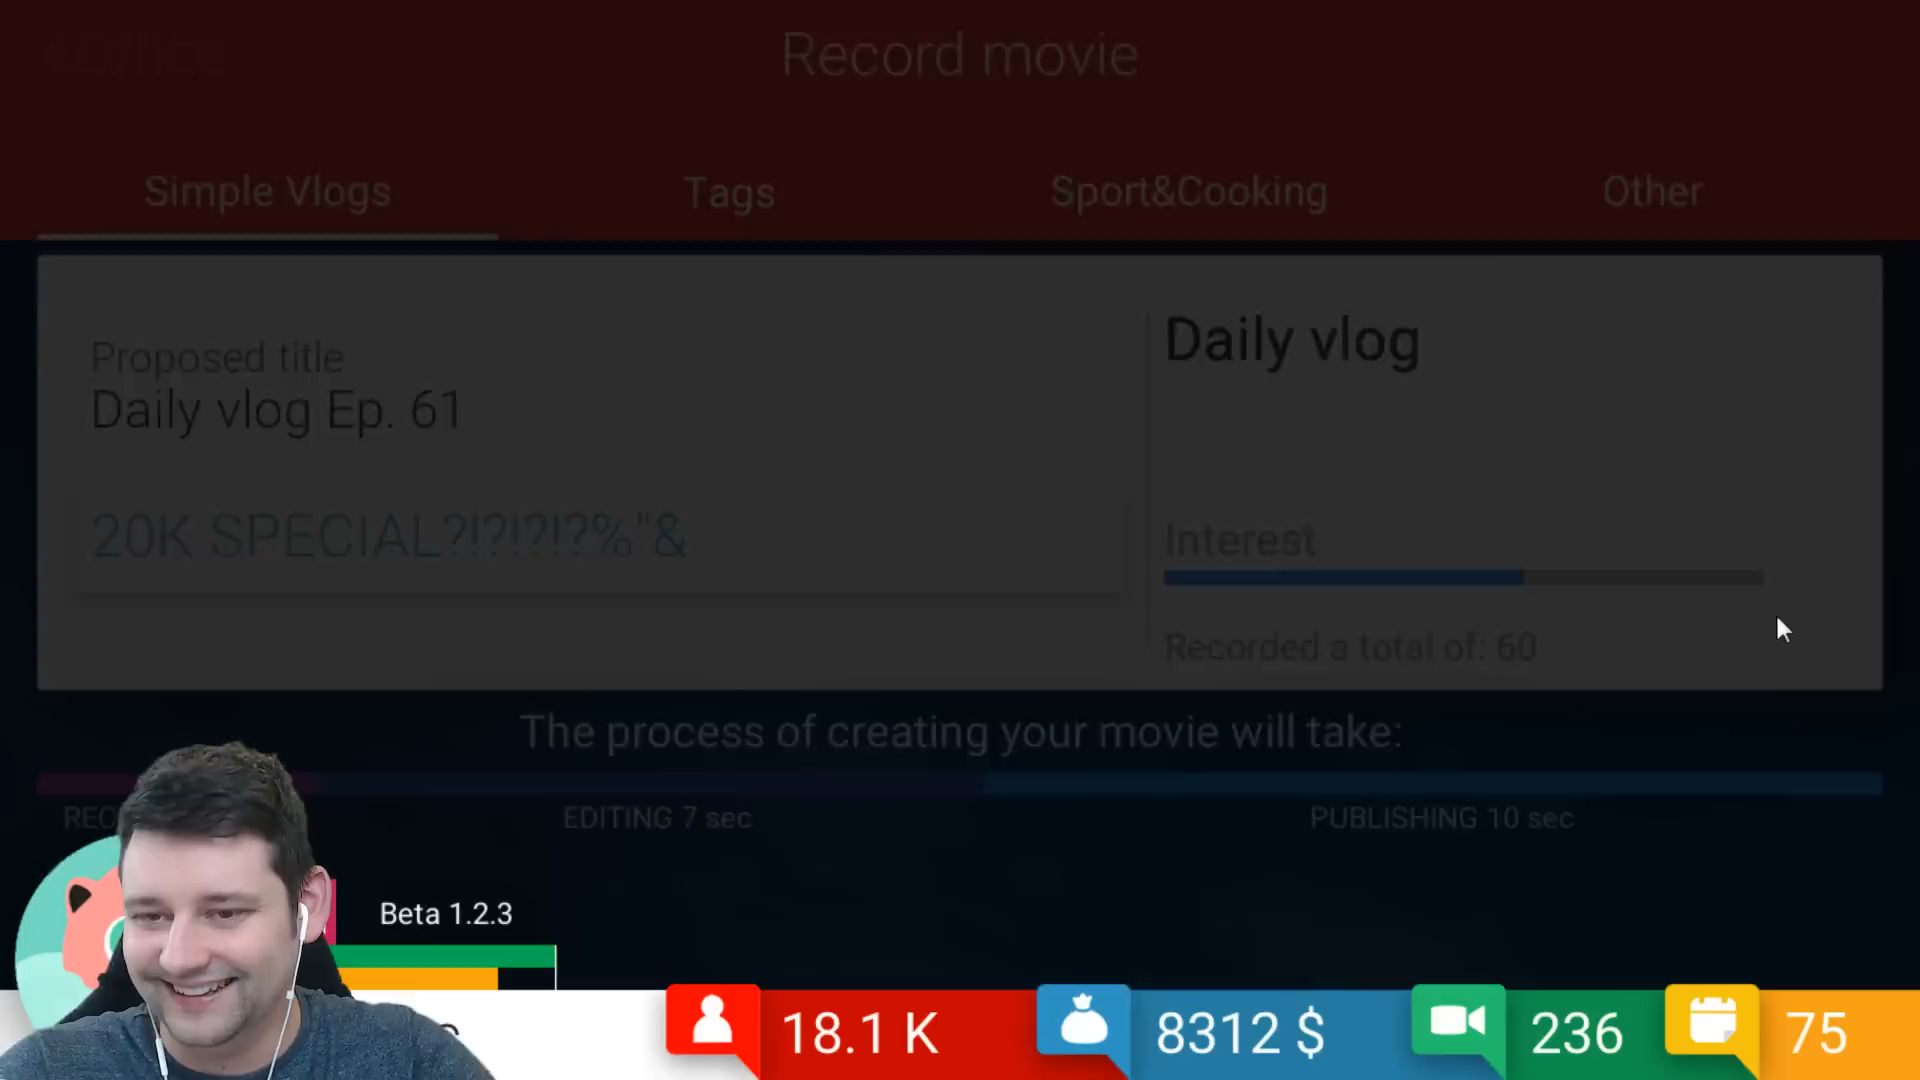 Office
Record movie
Simple Vlogs
Tags
Sport&Cooking
Other
Proposed title
Daily vlog Ep. 61
20K SPECIAL?!?!?!?%"&
Daily vlog
Interest
Recorded a total of: 60
The process of creating your movie will take:
EDITING 7 sec
PUBLISHING 10 sec
Beta 1.2.3
18.1 K
8312 $
236
75